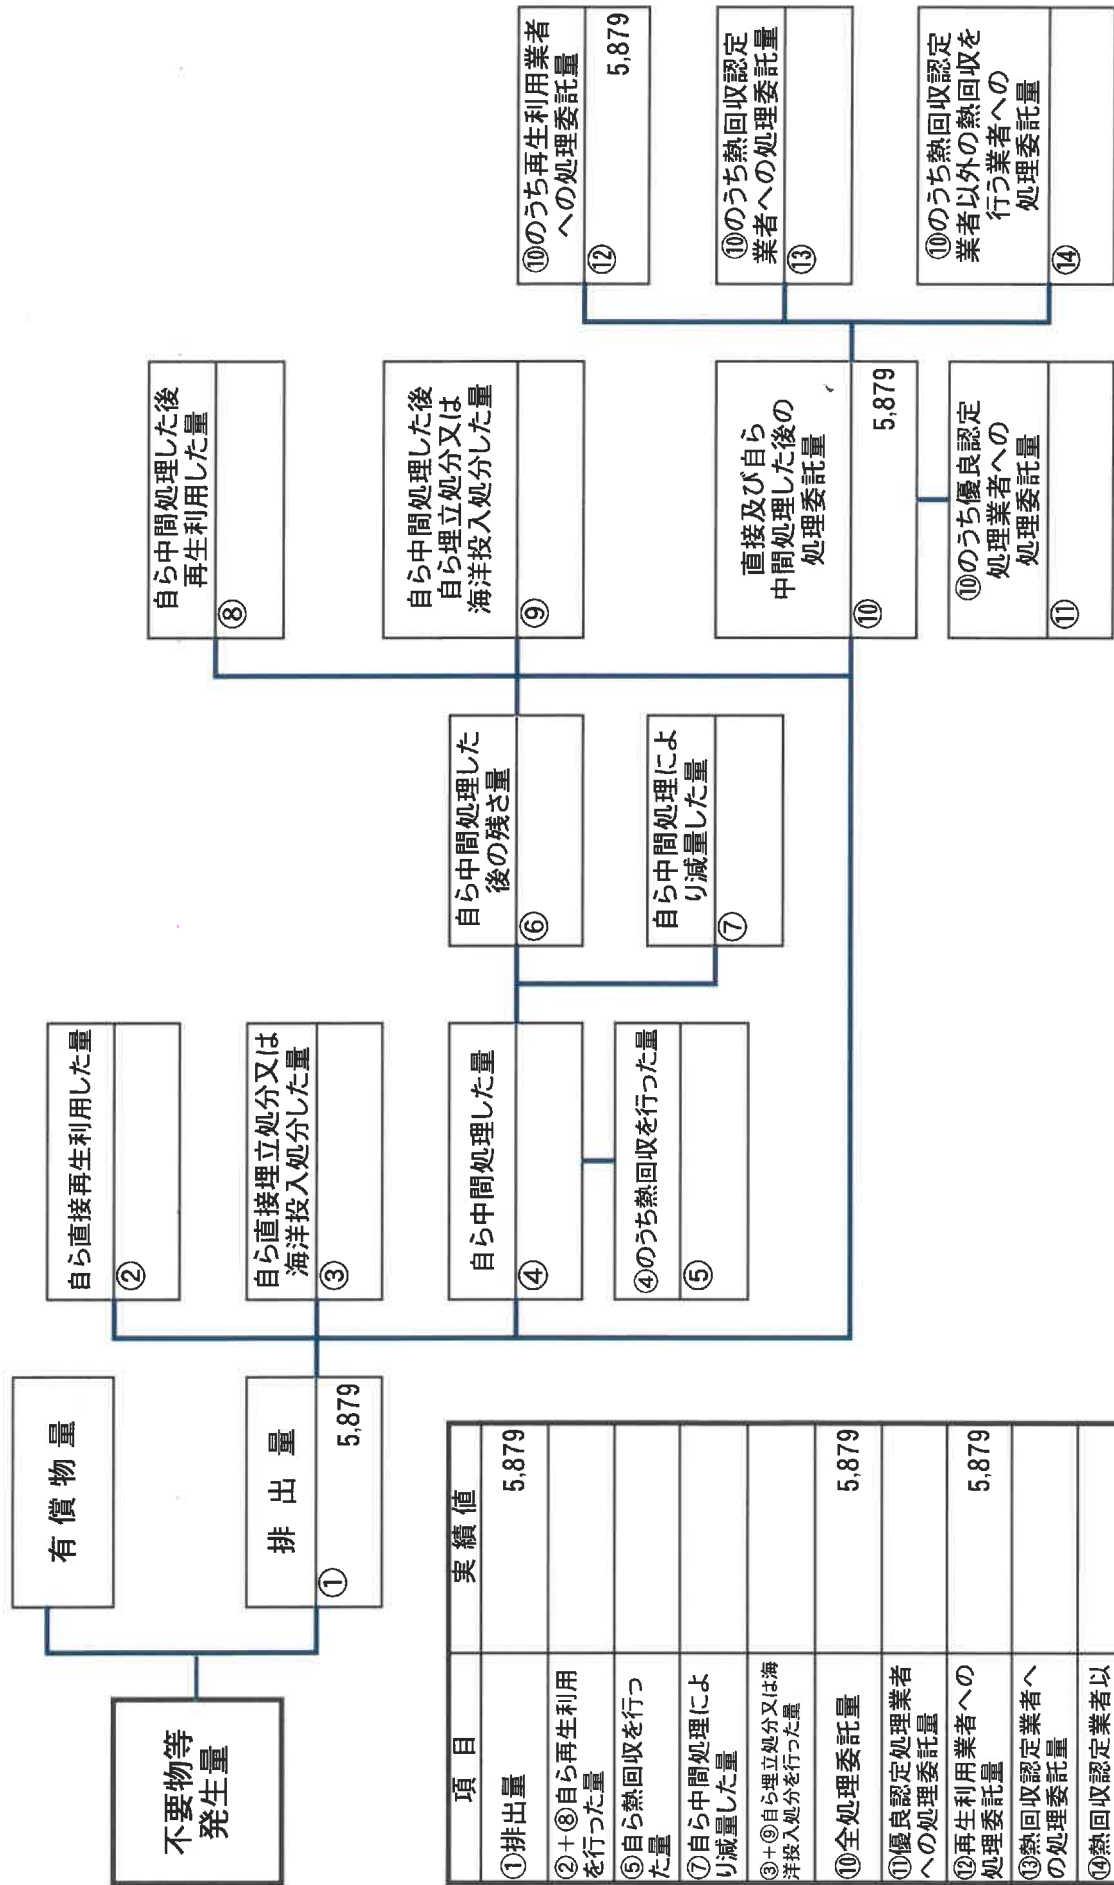 不要物等
発生量
有 償 物 量
排 出 量
①
5,879
自ら直接再生利用した量
②
自ら直接埋立処分又は
海洋投入処分した量
③
自ら中間処理した量
④
④のうち熱回収を行った量
⑤
自ら中間処理した
後の残さ量
⑥
自ら中間処理によ
り減量した量
⑦
自ら中間処理した後
再生利用した量
⑧
自ら中間処理した後
自ら埋立処分又は
海洋投入処分した量
⑨
直接及び自ら
中間処理した後の
処理委託量
⑩
5,879
⑩のうち優良認定
処理業者への
処理委託量
⑪
⑩のうち再生利用業者
への処理委託量
⑫
5,879
⑩のうち熱回収認定
業者への処理委託量
⑬
⑩のうち熱回収認定
業者以外の熱回収を
行う業者への
処理委託量
⑭
項 目 実 績 値
①排出量 5,879
②+⑧自ら再生利用
を行った量
⑤自ら熱回収を行っ
た量
⑦自ら中間処理によ
り減量した量
③+⑨自ら埋立処分又は海
洋投入処分を行った量
⑩全処理委託量 5,879
⑪優良認定処理業者
への処理委託量
⑫再生利用業者への
処理委託量 5,879
⑬熱回収認定業者へ
の処理委託量
⑭熱回収認定業者以